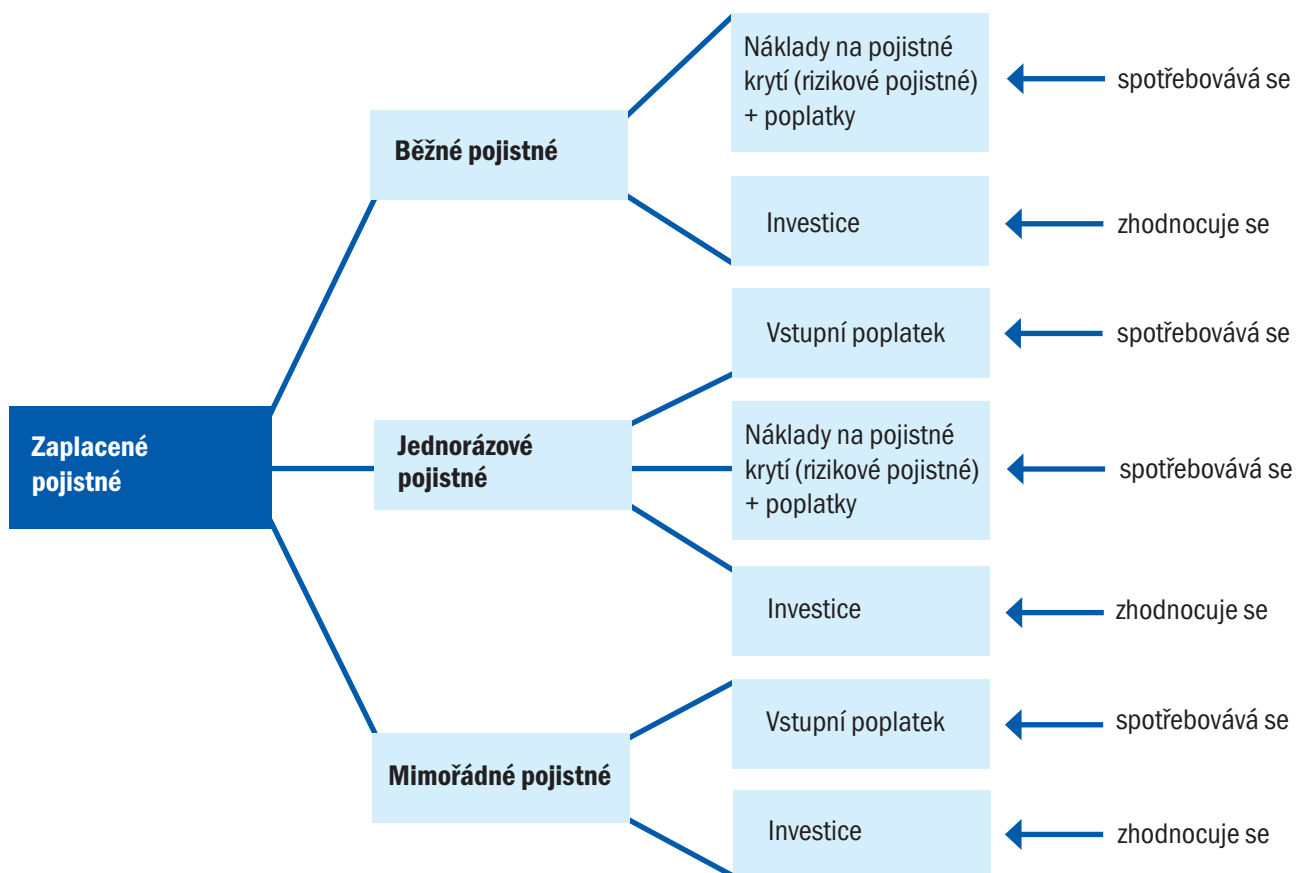 Zaplacené
pojistné
Běžné pojistné
Náklady na pojistné
krytí (rizikové pojistné)
+ poplatky
spotřebovává se
Investice
zhodnocuje se
Jednorázové
pojistné
Vstupní poplatek
spotřebovává se
Náklady na pojistné
krytí (rizikové pojistné)
+ poplatky
spotřebovává se
Investice
zhodnocuje se
Mimořádné pojistné
Vstupní poplatek
spotřebovává se
Investice
zhodnocuje se